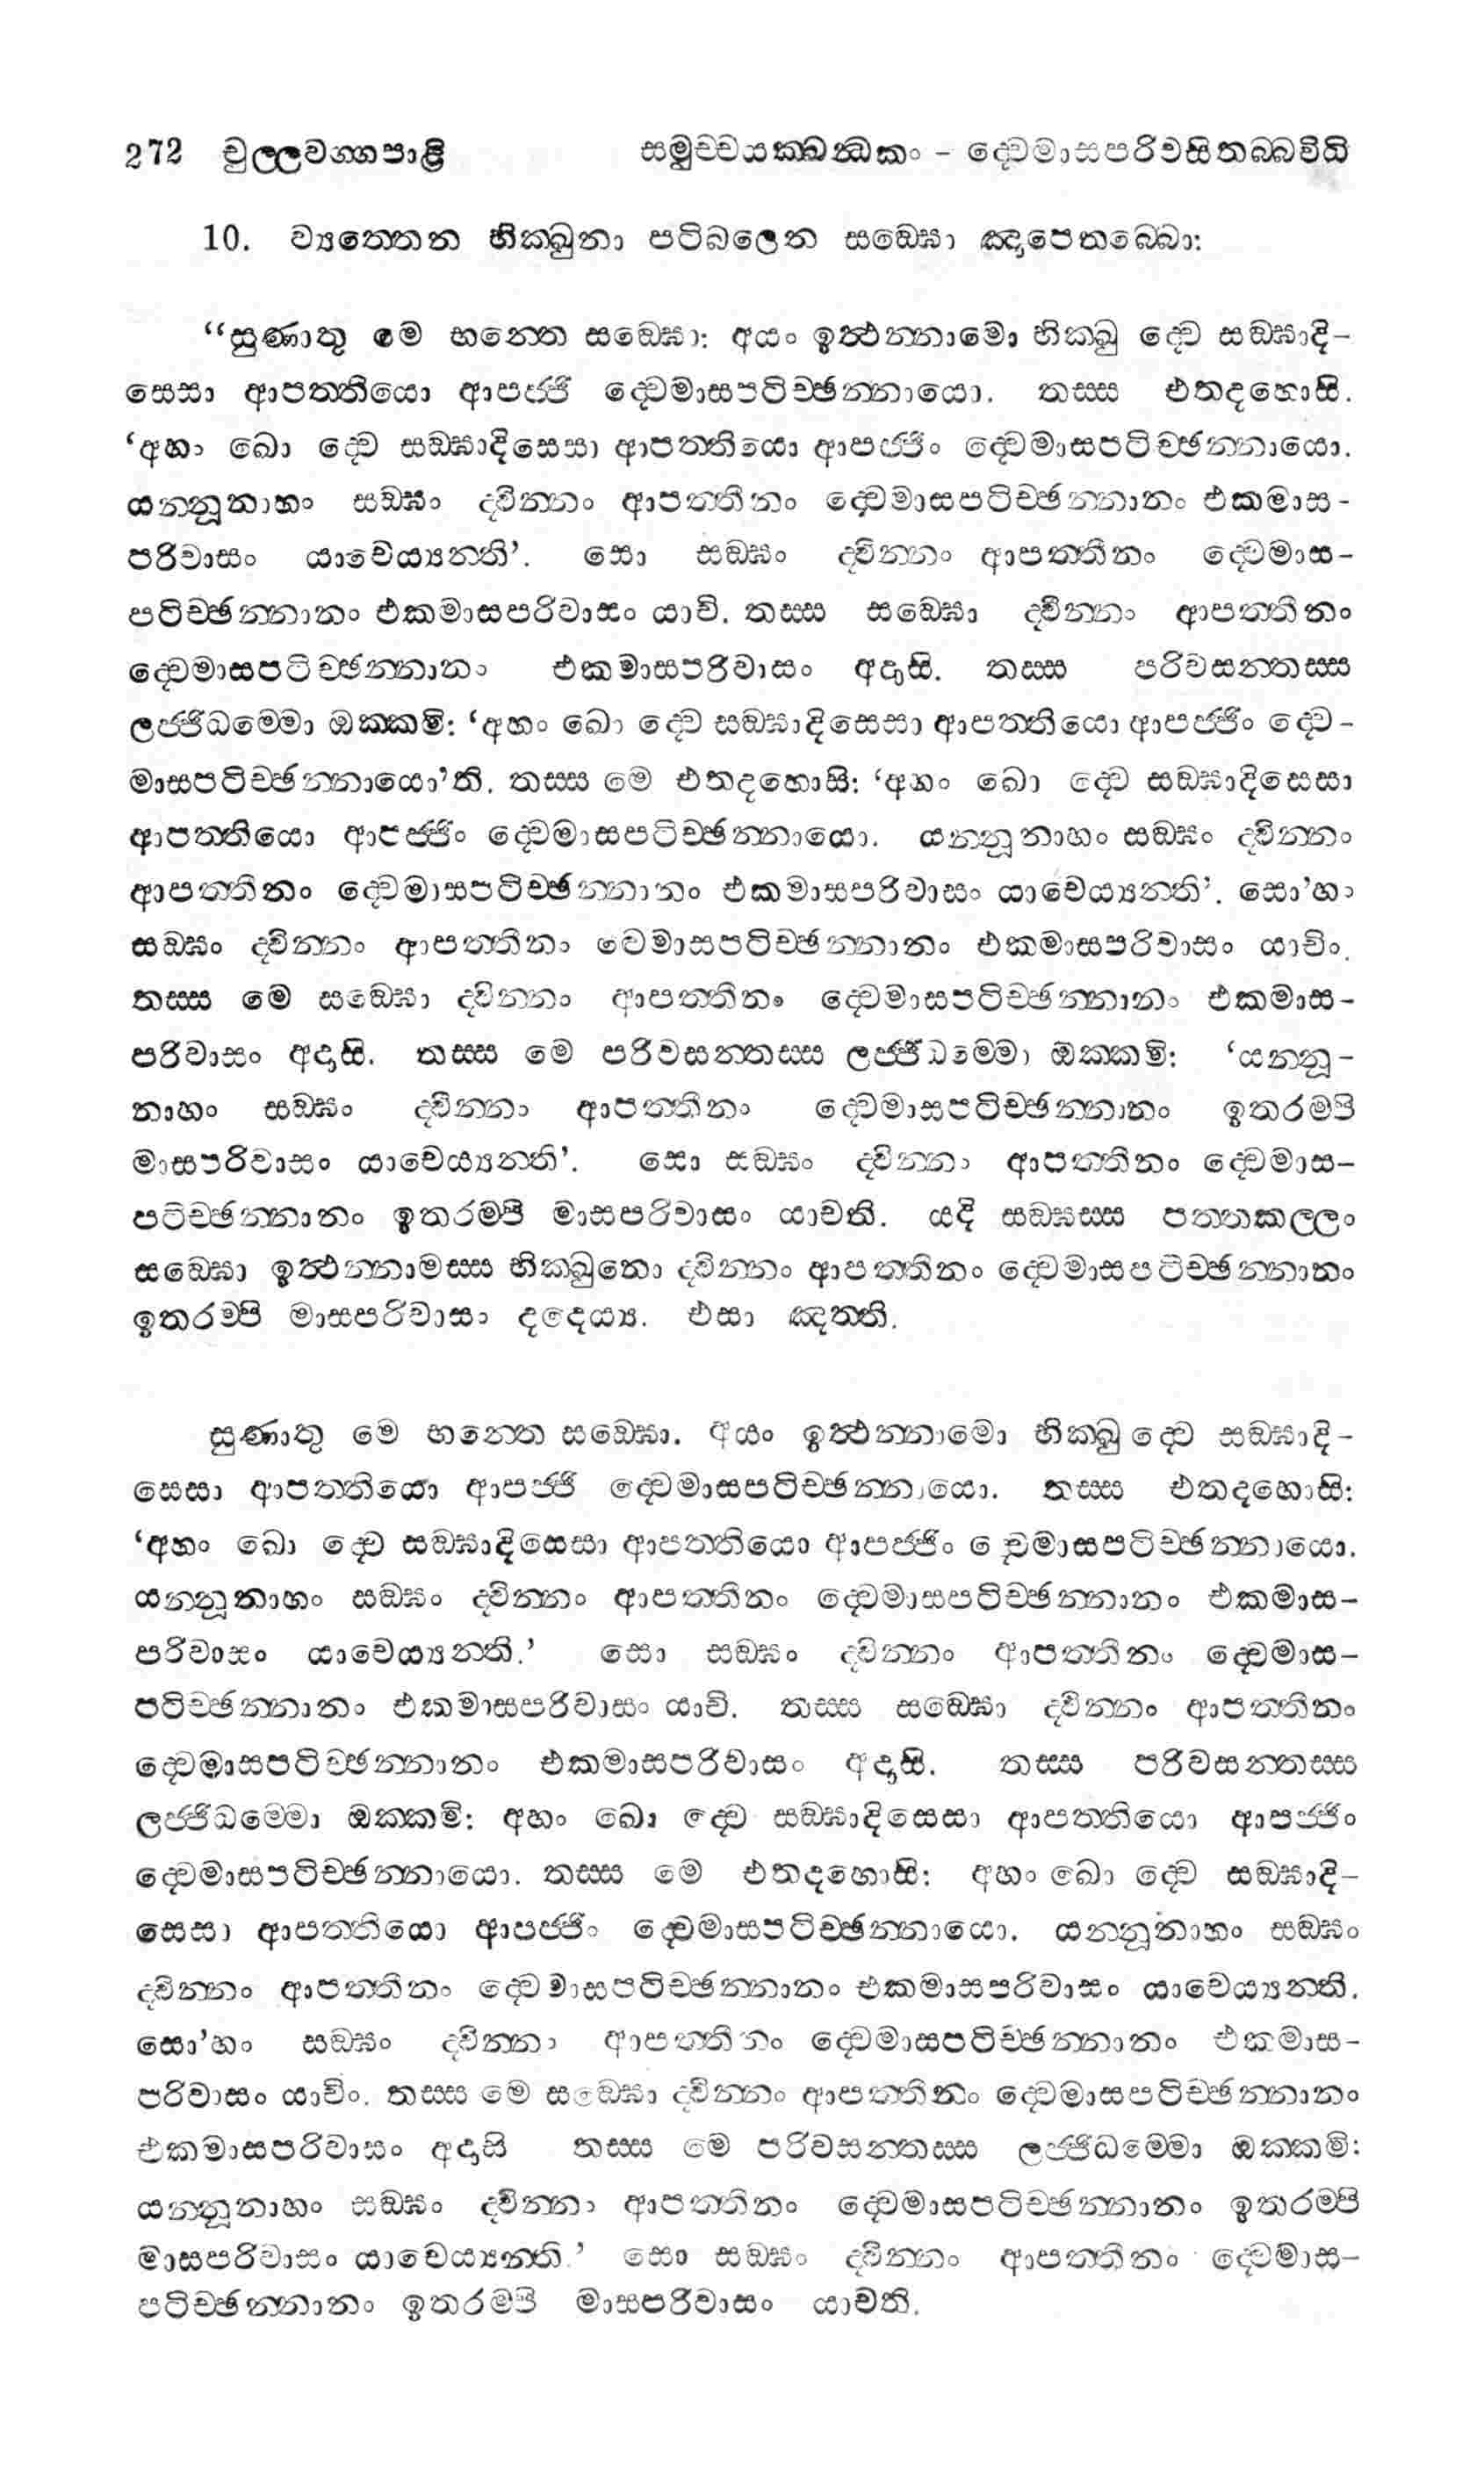 272 චුල්ලවග්ගපාළි සමුච්චයක්ඛන්ධකං – ද්වෙමාසපරිවසිතබ්බවිධි
10. ව්‍යත්තෙන භික්ඛුනා පටිබලෙන සඞ්ඝො ඤාපෙතබ්බො:
“සුණාතු මෙ භන්තෙ සඞ්ඝො: අයං ඉත්ථන්නාමො භික්ඛු ද්වෙ සඞ්ඝාදි-
සෙසා ආපත්තියො ආපජ්ජි ද්වෙමාසපටිච්ඡන්නායො. තස්ස එතදහොසි.
‘අහං ඛො ද්වෙ සඞ්ඝාදිසෙසා ආපත්තියො ආපජ්ජිං ද්වෙමාසපටිච්ඡන්නායො.
යන්නූනාහං සඞ්ඝං ද්වින්නං ආපත්තීනං ද්වෙමාසපටිච්ඡන්නානං එකමාස-
පරිවාසං යාචෙය්‍යන්ති’. සො සඞ්ඝං ද්වින්නං ආපත්තීනං ද්වෙමාස-
පටිච්ඡන්නානං එකමාසපරිවාසං යාචි. තස්ස සඞ්ඝො ද්වින්නං ආපත්තීනං
ද්වෙමාසපටිච්ඡන්නානං එකමාසපරිවාසං අදාසි. තස්ස පරිවසන්තස්ස
ලජ්ජිධම්මො ඔක්කමි: ‘අහං ඛො ද්වෙ සඞ්ඝාදිසෙසා ආපත්තියො ආපජ්ජිං ද්වෙ-
මාසපටිච්ඡන්නායො’ති. තස්ස මෙ එතදහොසි: ‘අහං ඛො ද්වෙ සඞ්ඝාදිසෙසා
ආපත්තියො ආපජ්ජිං ද්වෙමාසපටිච්ඡන්නායො. යන්නූනාහං සඞ්ඝං ද්වින්නං
ආපත්තීනං ද්වෙමාසපටිච්ඡන්නානං එකමාසපරිවාසං යාචෙය්‍යන්ති’. සො’හං
සඞ්ඝං ද්වින්නං ආපත්තීනං ද්වෙමාසපටිච්ඡන්නානං එකමාසපරිවාසං යාචිං.
තස්ස මෙ සඞ්ඝො ද්වින්නං ආපත්තීනං ද්වෙමාසපටිච්ඡන්නානං එකමාස-
පරිවාසං අදාසි. තස්ස මෙ පරිවසන්තස්ස ලජ්ජිධම්මො ඔක්කමි: ‘යන්නූ-
නාහං සඞ්ඝං ද්වින්නං ආපත්තීනං ද්වෙමාසපටිච්ඡන්නානං ඉතරම්පි
මාසපරිවාසං යාචෙය්‍යන්ති’. සො සඞ්ඝං ද්වින්නං ආපත්තීනං ද්වෙමාස-
පටිච්ඡන්නානං ඉතරම්පි මාසපරිවාසං යාචති. යදි සඞ්ඝස්ස පත්තකල්ලං
සඞ්ඝො ඉත්ථන්නාමස්ස භික්ඛුනො ද්වින්නං ආපත්තීනං ද්වෙමාසපටිච්ඡන්නානං
ඉතරම්පි මාසපරිවාසං දදෙය්‍ය. එසා ඤත්ති.
සුණාතු මෙ භන්තෙ සඞ්ඝො. අයං ඉත්ථන්නාමො භික්ඛු ද්වෙ සඞ්ඝාදි-
සෙසා ආපත්තියො ආපජ්ජි ද්වෙමාසපටිච්ඡන්නායො. තස්ස එතදහොසි:
‘අහං ඛො ද්වෙ සඞ්ඝාදිසෙසා ආපත්තියො ආපජ්ජිං ද්වෙමාසපටිච්ඡන්නායො.
යන්නූනාහං සඞ්ඝං ද්වින්නං ආපත්තීනං ද්වෙමාසපටිච්ඡන්නානං එකමාස-
පරිවාසං යාචෙය්‍යන්ති.’ සො සඞ්ඝං ද්වින්නං ආපත්තීනං ද්වෙමාස-
පටිච්ඡන්නානං එකමාසපරිවාසං යාචි. තස්ස සඞ්ඝො ද්වින්නං ආපත්තීනං
ද්වෙමාසපටිච්ඡන්නානං එකමාසපරිවාසං අදාසි. තස්ස පරිවසන්තස්ස
ලජ්ජිධම්මො ඔක්කමි: අහං ඛො ද්වෙ සඞ්ඝාදිසෙසා ආපත්තියො ආපජ්ජිං
ද්වෙමාසපටිච්ඡන්නායො. තස්ස මෙ එතදහොසි: අහං ඛො ද්වෙ සඞ්ඝාදි-
සෙසා ආපත්තියො ආපජ්ජිං ද්වෙමාසපටිච්ඡන්නායො. යන්නූනාහං සඞ්ඝං
ද්වින්නං ආපත්තීනං ද්වෙමාසපටිච්ඡන්නානං එකමාසපරිවාසං යාචෙය්‍යන්ති.
සො’හං සඞ්ඝං ද්වින්නං ආපත්තීනං ද්වෙමාසපටිච්ඡන්නානං එකමාස-
පරිවාසං යාචිං. තස්ස මෙ සඞ්ඝො ද්වින්නං ආපත්තීනං ද්වෙමාසපටිච්ඡන්නානං
එකමාසපරිවාසං අදාසි තස්ස මෙ පරිවසන්තස්ස ලජ්ජිධම්මො ඔක්කමි:
යන්නූනාහං සඞ්ඝං ද්වින්නං ආපත්තීනං ද්වෙමාසපටිච්ඡන්නානං ඉතරම්පි
මාසපරිවාසං යාචෙය්‍යන්ති.’ සො සඞ්ඝං ද්වින්නං ආපත්තීනං ද්වෙමාස-
පටිච්ඡන්නානං ඉතරම්පි මාසපරිවාසං යාචති.